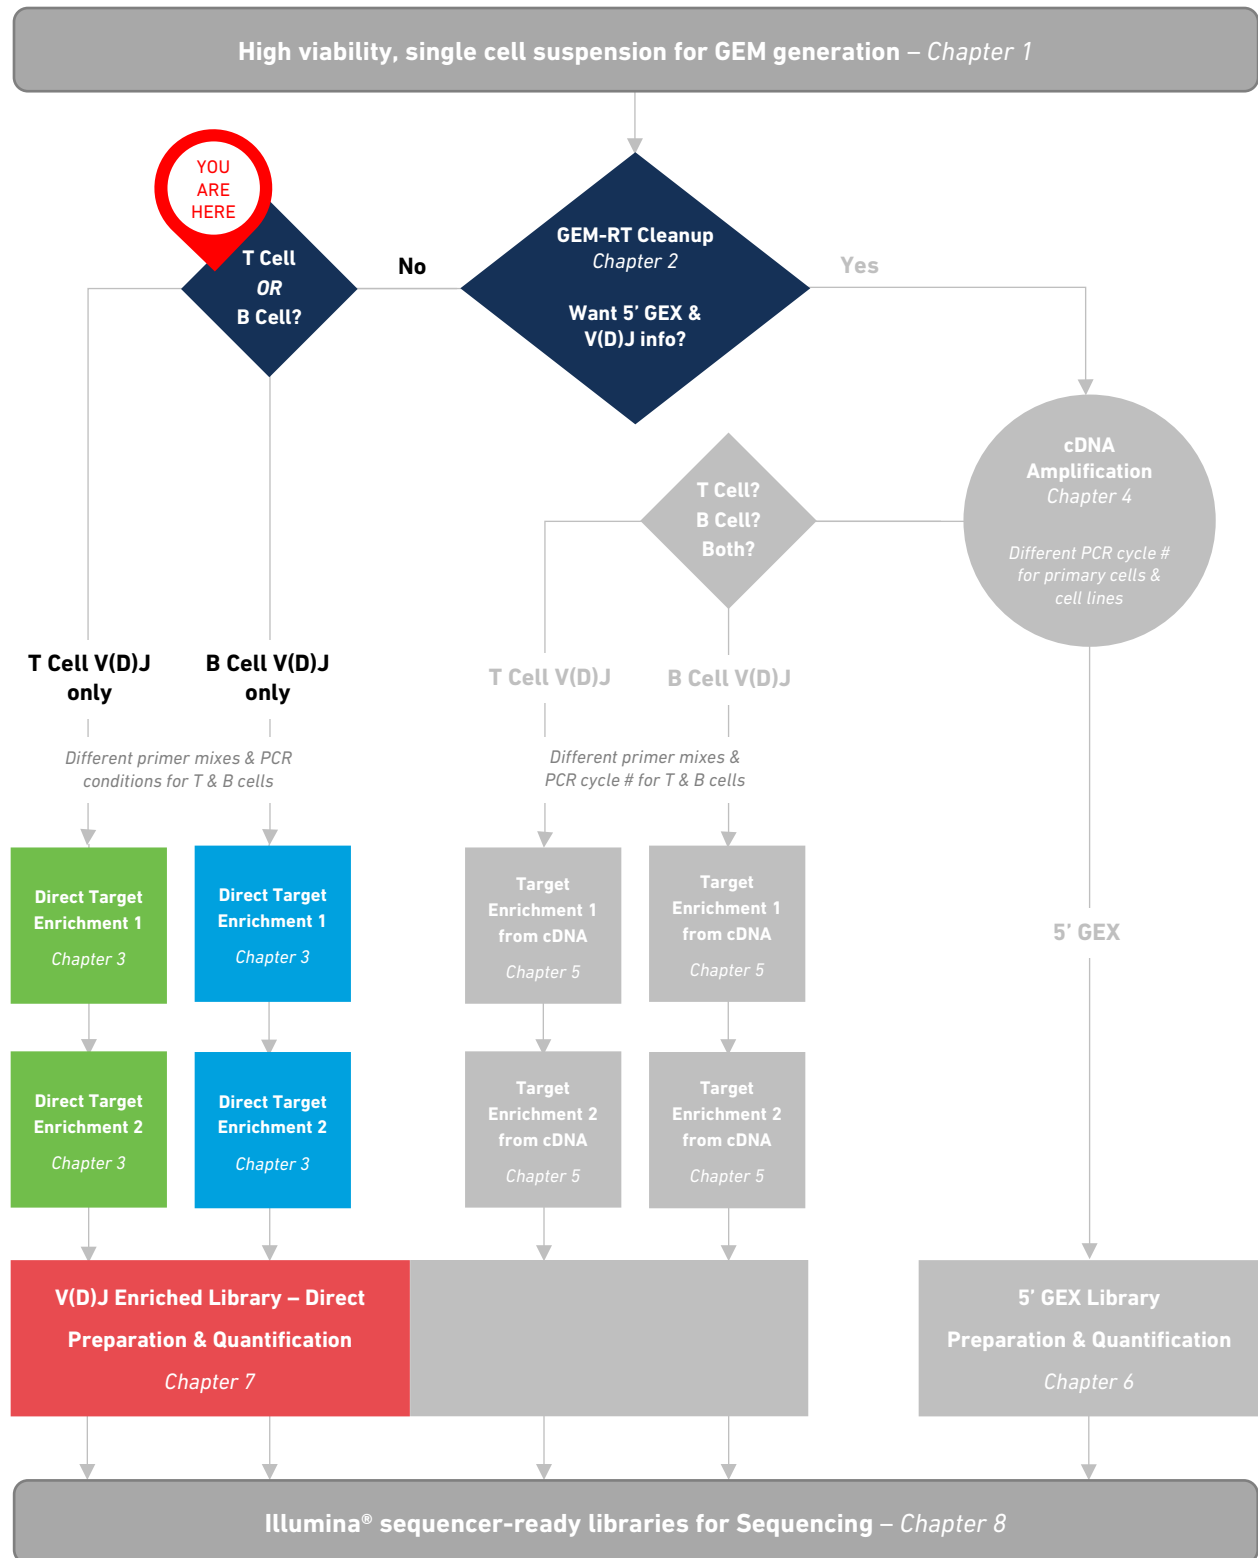 High viability, single cell suspension for GEM generation – Chapter 1
YOU
ARE
HERE
T Cell
OR
B Cell?
No
GEM-RT Cleanup
Chapter 2
Want 5’ GEX &
V(D)J info?
Yes
cDNA
Amplification
Chapter 4
Different PCR cycle #
for primary cells &
cell lines
T Cell?
B Cell?
Both?
T Cell V(D)J
only
B Cell V(D)J
only
T Cell V(D)J
B Cell V(D)J
Different primer mixes & PCR
conditions for T & B cells
Different primer mixes &
PCR cycle # for T & B cells
Direct Target
Enrichment 1
Chapter 3
Direct Target
Enrichment 1
Chapter 3
Target
Enrichment 1
from cDNA
Chapter 5
Target
Enrichment 1
from cDNA
Chapter 5
5’ GEX
Direct Target
Enrichment 2
Chapter 3
Direct Target
Enrichment 2
Chapter 3
Target
Enrichment 2
from cDNA
Chapter 5
Target
Enrichment 2
from cDNA
Chapter 5
V(D)J Enriched Library – Direct
Preparation & Quantification
Chapter 7
5’ GEX Library
Preparation & Quantification
Chapter 6
Illumina® sequencer-ready libraries for Sequencing – Chapter 8